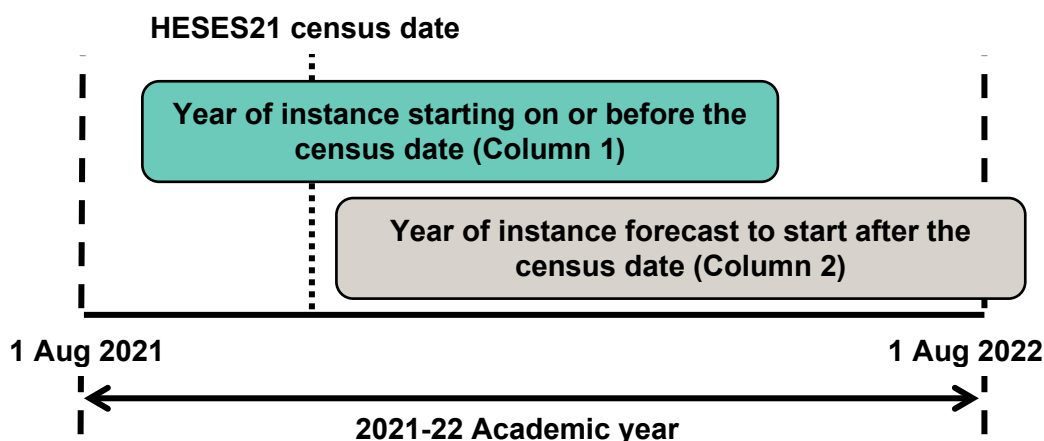 HESES21 census date
Year of instance starting on or before the
census date (Column 1)
Year of instance forecast to start after the
census date (Column 2)
1 Aug 2021
1 Aug 2022
2021-22 Academic year